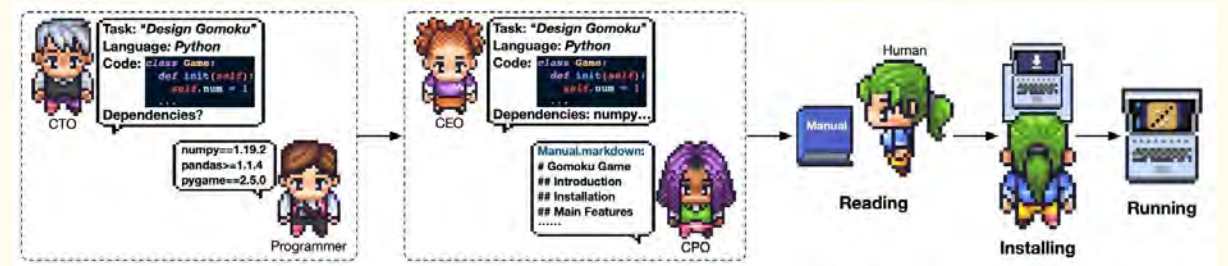 Task: "Design Gomoku"
Language: Python
Code: class Game:
def init(self):
self.num = 1
...
Dependencies?
CTO
numpy==1.19.2
pandas>=1.1.4
pygame==2.5.0
Programmer
Task: "Design Gomoku"
Language: Python
Code: class Game:
def init(self):
self.num = 1
...
Dependencies: numpy...
CEO
Manual.markdown:
# Gomoku Game
## Introduction
## Installation
## Main Features
......
CPO
Human
Manual
Reading
Installing
Running